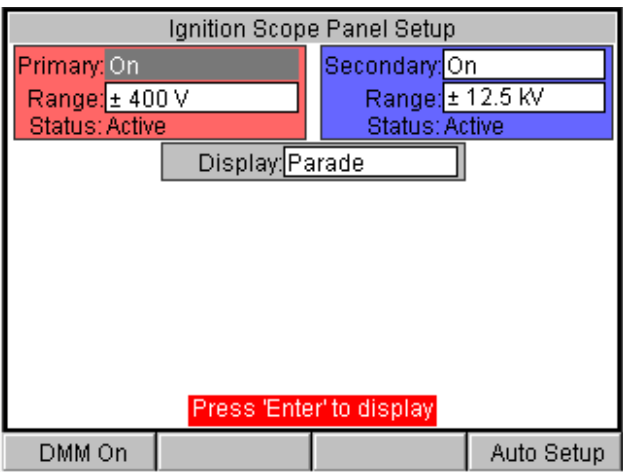 Ignition Scope Panel Setup
Primary: On
Range: ± 400 V
Status: Active
Secondary: On
Range: ± 12.5 kV
Status: Active
Display: Parade
Press 'Enter' to display
DMM On
Auto Setup